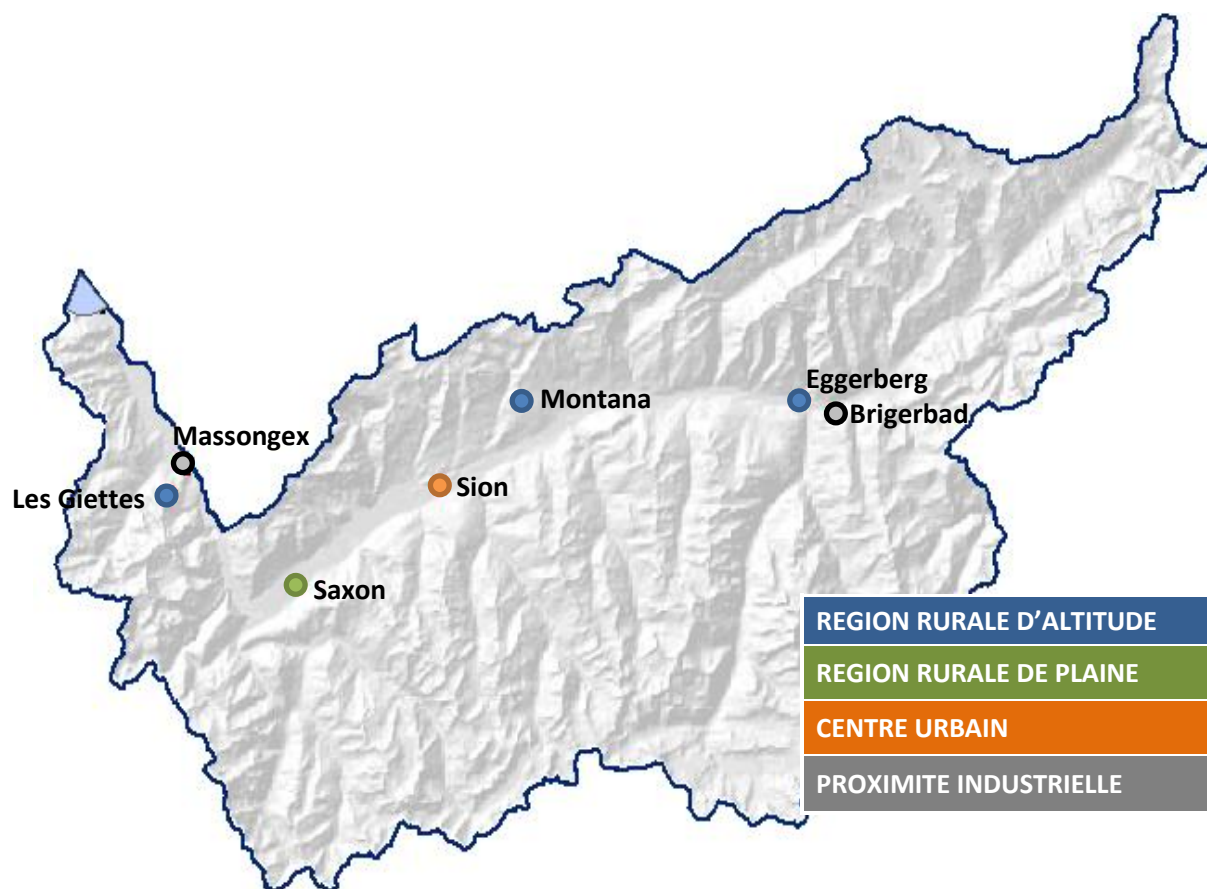 Eggerberg
Montana
Brigerbad
Massongex
Sion
Les Giettes
Saxon
REGION RURALE D’ALTITUDE
REGION RURALE DE PLAINE
CENTRE URBAIN
PROXIMITE INDUSTRIELLE